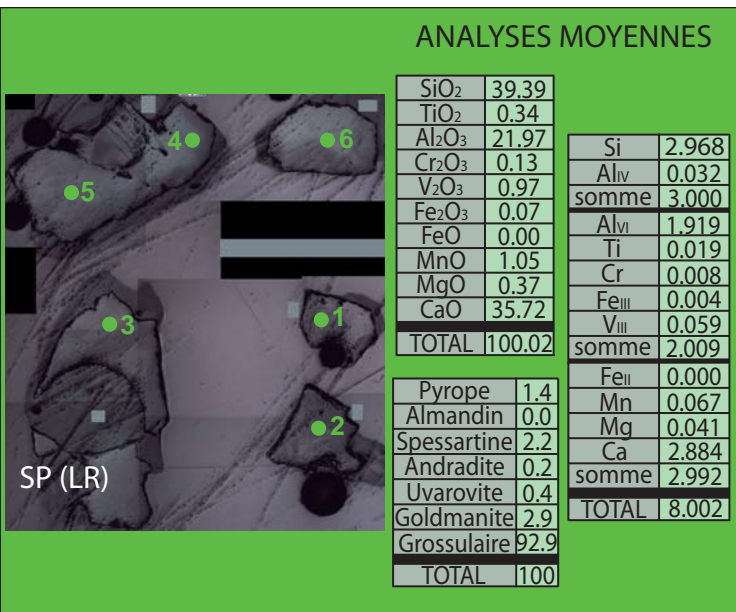 ANALYSES MOYENNES
4
6
5
3
1
2
SP (LR)
SiO₂ 39.39
TiO₂ 0.34
Al₂O₃ 21.97
Cr₂O₃ 0.13
V₂O₃ 0.97
Fe₂O₃ 0.07
FeO 0.00
MnO 1.05
MgO 0.37
CaO 35.72
TOTAL 100.02
Pyrope 1.4
Almandin 0.0
Spessartine 2.2
Andradite 0.2
Uvarovite 0.4
Goldmanite 2.9
Grossulaire 92.9
TOTAL 100
Si 2.968
AlIV 0.032
somme 3.000
AlVI 1.919
Ti 0.019
Cr 0.008
FeIII 0.004
VIII 0.059
somme 2.009
FeII 0.000
Mn 0.067
Mg 0.041
Ca 2.884
somme 2.992
TOTAL 8.002